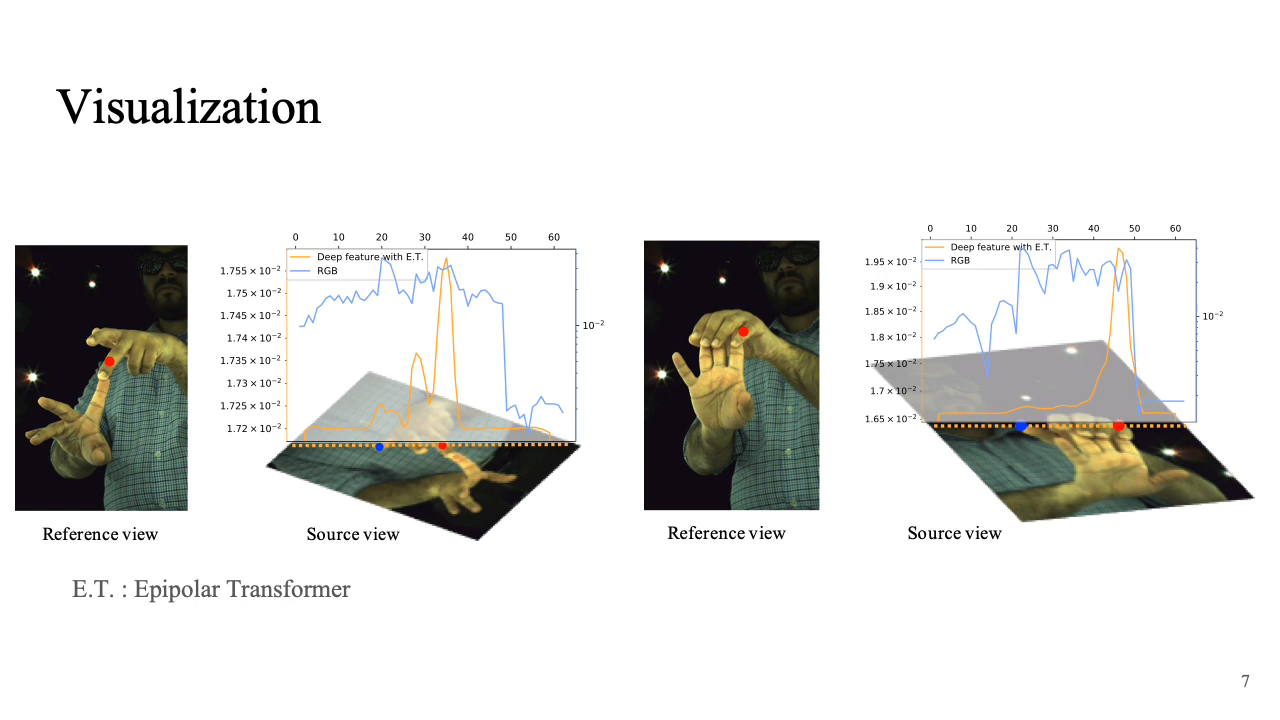 Visualization
0 10 20 30 40 50 60
Deep feature with E.T.
RGB
1.755 × 10⁻²
1.75 × 10⁻²
1.745 × 10⁻²
1.74 × 10⁻²
1.735 × 10⁻²
1.73 × 10⁻²
1.725 × 10⁻²
1.72 × 10⁻²
10⁻²
0 10 20 30 40 50 60
Deep feature with E.T.
RGB
1.95 × 10⁻²
1.9 × 10⁻²
1.85 × 10⁻²
1.8 × 10⁻²
1.75 × 10⁻²
1.7 × 10⁻²
1.65 × 10⁻²
10⁻²
Reference view
Source view
Reference view
Source view
E.T. : Epipolar Transformer
7